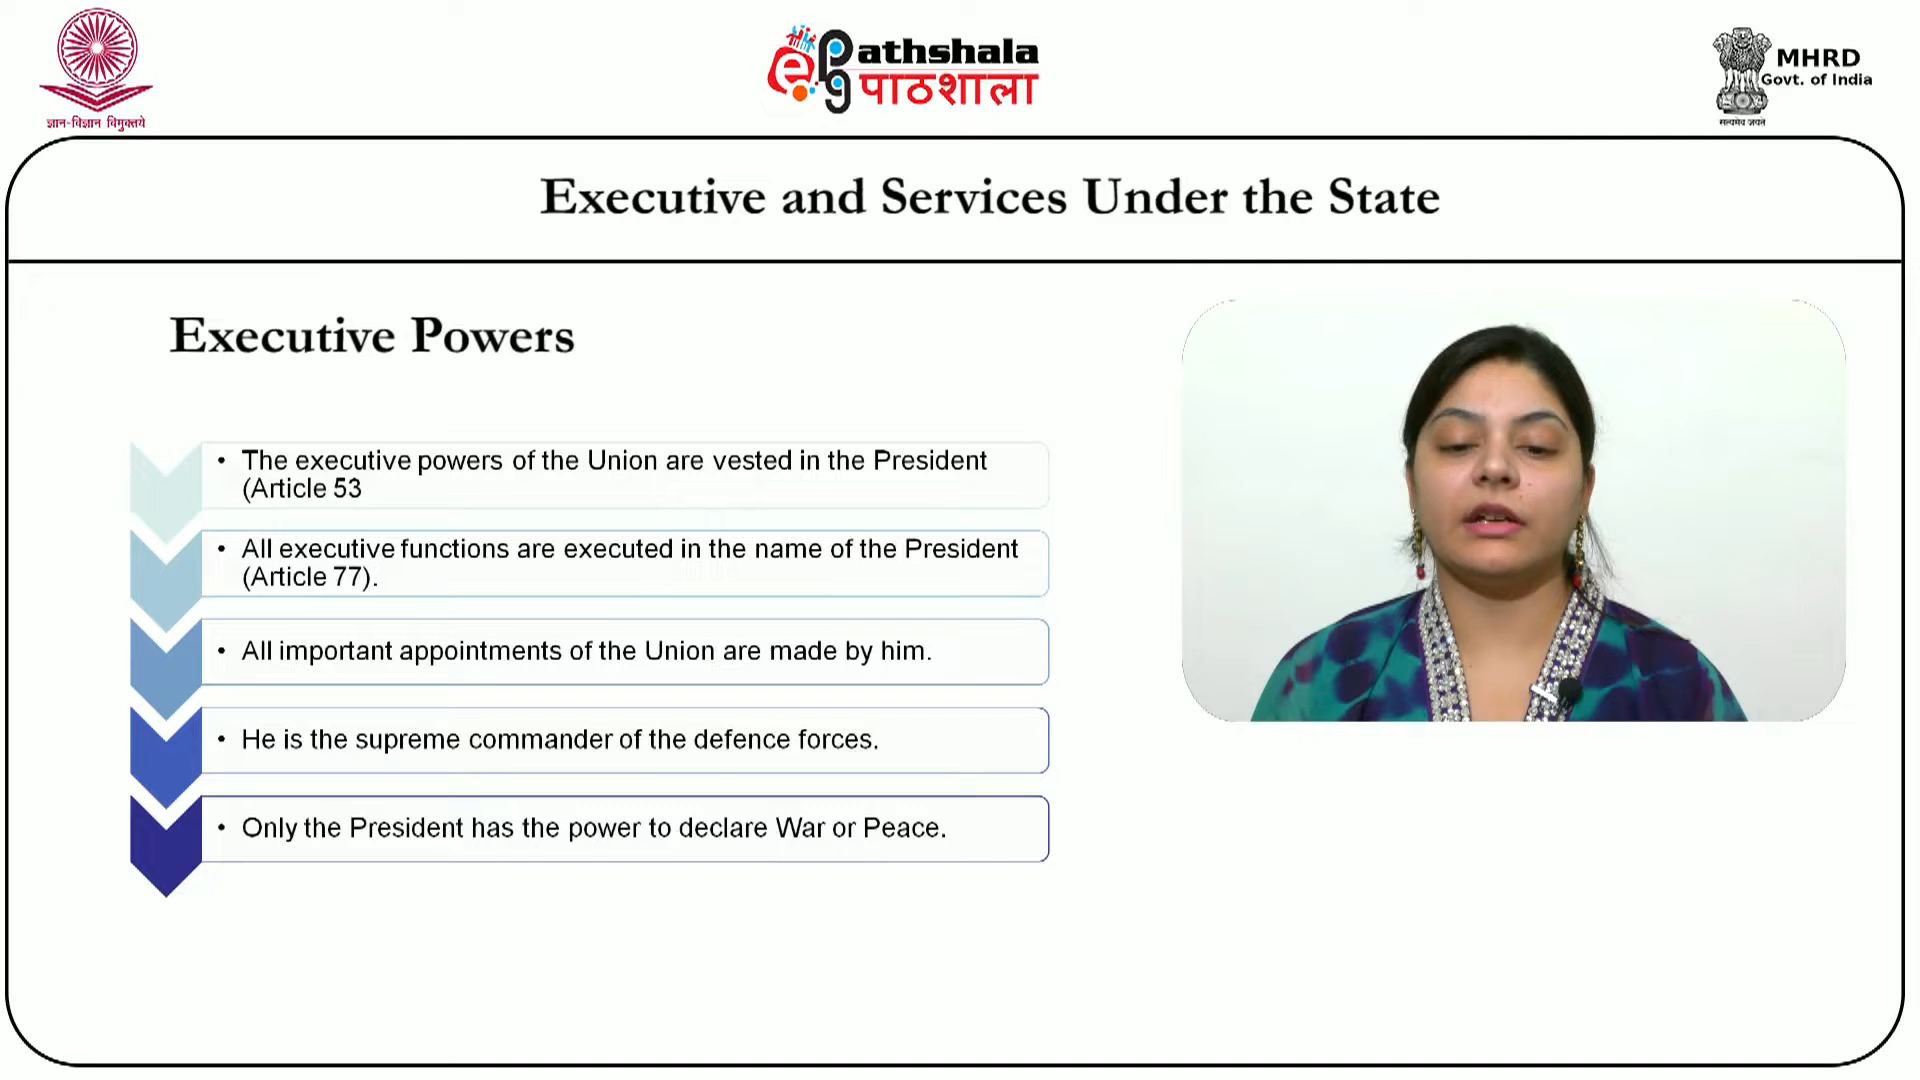 ज्ञान-विज्ञान विमुक्तये
e pg Pathshala
पाठशाला
MHRD
Govt. of India
सत्यमेव जयते
Executive and Services Under the State
Executive Powers
• The executive powers of the Union are vested in the President
(Article 53
• All executive functions are executed in the name of the President
(Article 77).
• All important appointments of the Union are made by him.
• He is the supreme commander of the defence forces.
• Only the President has the power to declare War or Peace.